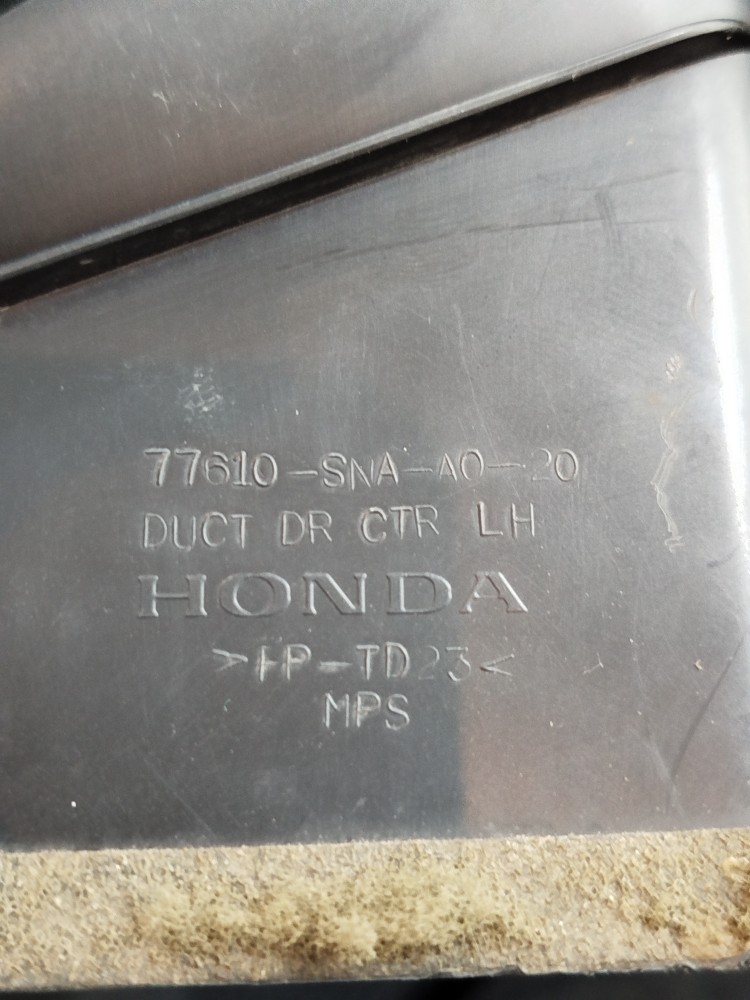 77610-SNA-A0-20
DUCT DR CTR LH
HONDA
>PP-TD23<
MPS